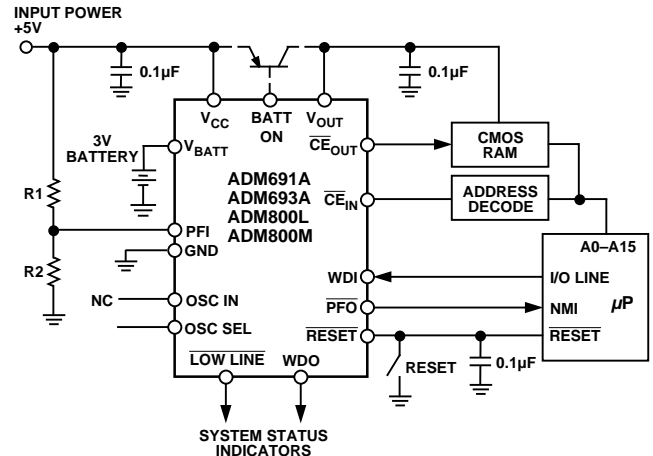 INPUT POWER
+5V
0.1µF
0.1µF
VCC
BATT
ON
VOUT
3V
BATTERY
VBATT
CEOUT
CMOS
RAM
ADM691A
ADM693A
ADM800L
ADM800M
CEIN
ADDRESS
DECODE
R1
PFI
GND
A0–A15
R2
WDI
I/O LINE
µP
NC
OSC IN
PFO
NMI
OSC SEL
RESET
RESET
LOW LINE
WDO
RESET
0.1µF
SYSTEM STATUS
INDICATORS